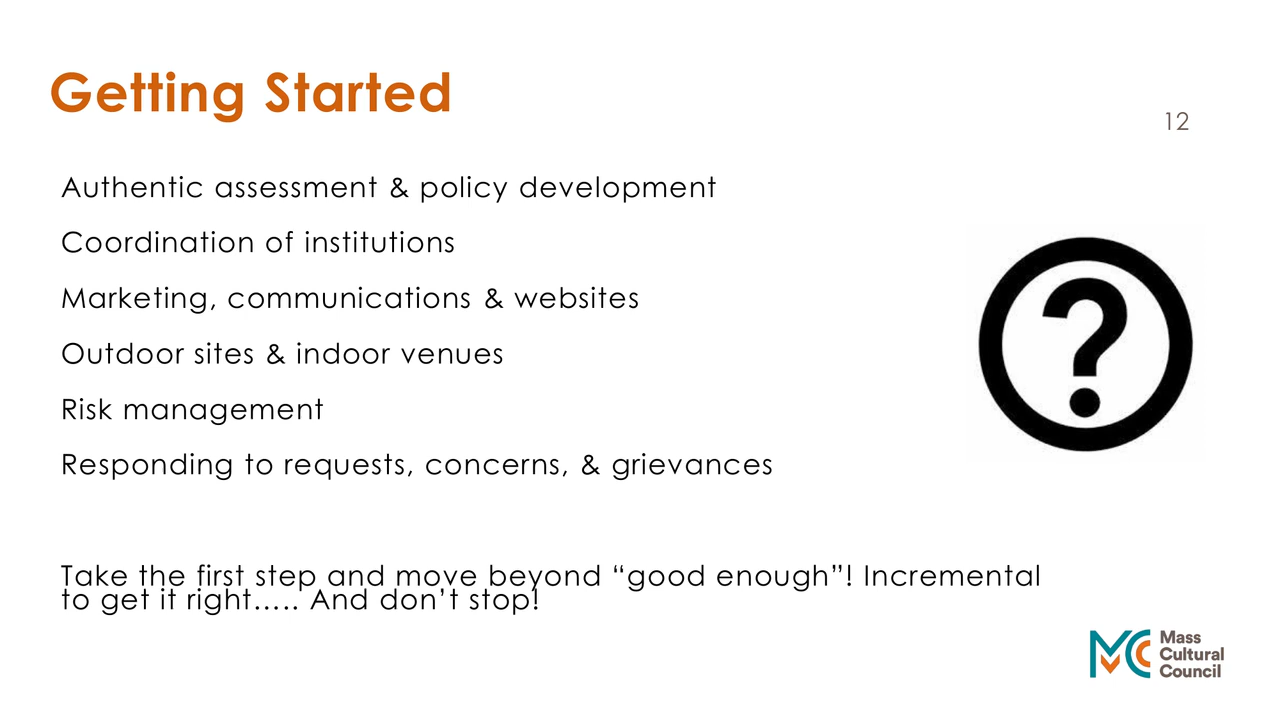 Getting Started
12
Authentic assessment & policy development
Coordination of institutions
Marketing, communications & websites
Outdoor sites & indoor venues
Risk management
Responding to requests, concerns, & grievances
?
Take the first step and move beyond “good enough”! Incremental
to get it right….. And don’t stop!
MCC
Mass
Cultural
Council